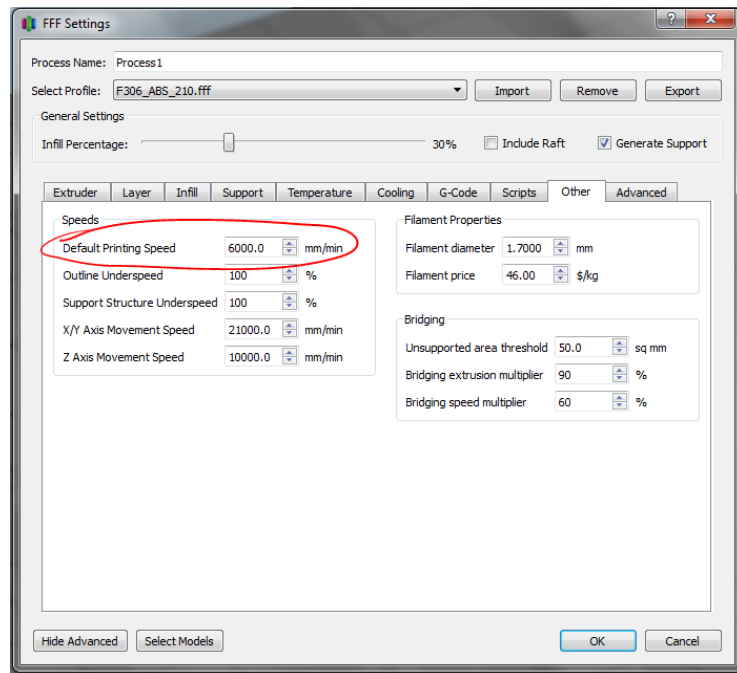 FFF Settings
Process Name: Process1
Select Profile: F306_ABS_210.fff Import Remove Export
General Settings
Infill Percentage: 30% Include Raft Generate Support
Extruder Layer Infill Support Temperature Cooling G-Code Scripts Other Advanced
Speeds
Default Printing Speed 6000.0 mm/min
Outline Underspeed 100 %
Support Structure Underspeed 100 %
X/Y Axis Movement Speed 21000.0 mm/min
Z Axis Movement Speed 10000.0 mm/min
Filament Properties
Filament diameter 1.7000 mm
Filament price 46.00 $/kg
Bridging
Unsupported area threshold 50.0 sq mm
Bridging extrusion multiplier 90 %
Bridging speed multiplier 60 %
Hide Advanced Select Models OK Cancel